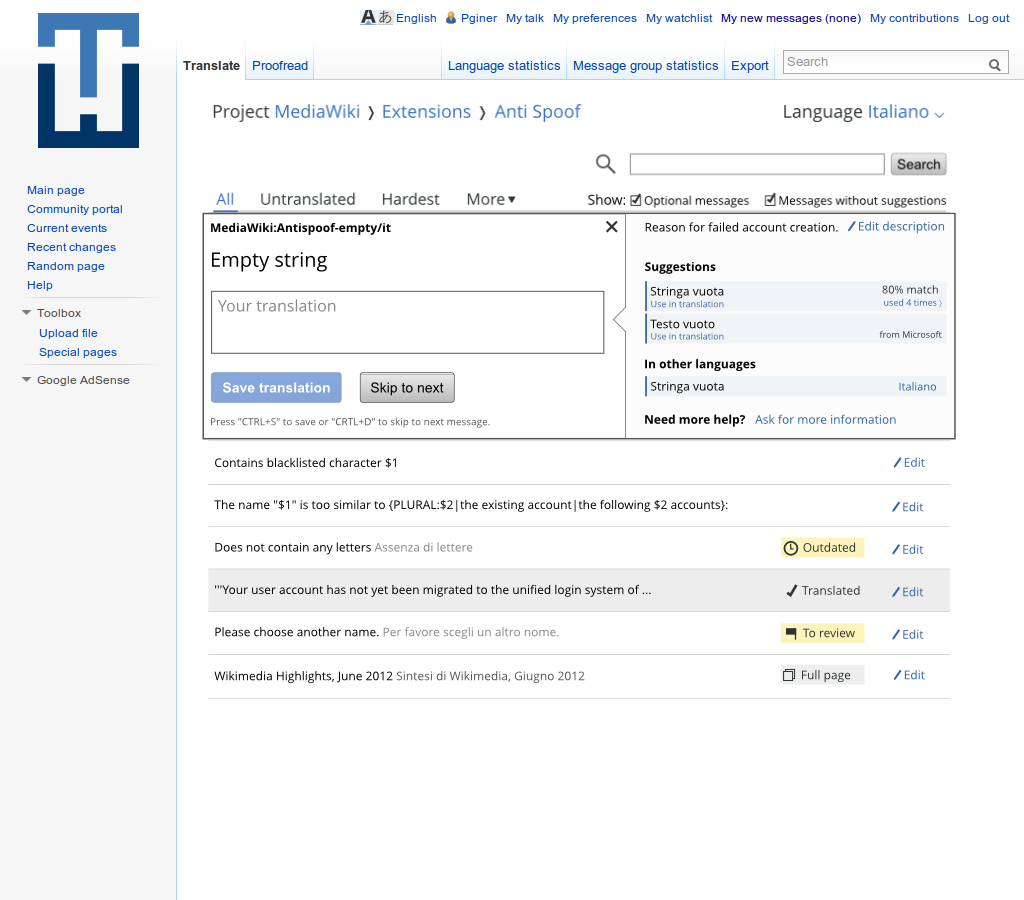 Aあ English Pginer My talk My preferences My watchlist My new messages (none) My contributions Log out
Translate Proofread Language statistics Message group statistics Export Search
Project MediaWiki ❭ Extensions ❭ Anti Spoof Language Italiano
Search
All Untranslated Hardest More ▾ Show: Optional messages Messages without suggestions
Main page
Community portal
Current events
Recent changes
Random page
Help
Toolbox
Upload file
Special pages
Google AdSense
MediaWiki:Antispoof-empty/it
Empty string
Your translation
Save translation Skip to next
Press "CTRL+S" to save or "CRTL+D" to skip to next message.
Reason for failed account creation. Edit description
Suggestions
Stringa vuota 80% match
Use in translation used 4 times ⟩
Testo vuoto
Use in translation from Microsoft
In other languages
Stringa vuota Italiano
Need more help? Ask for more information
Contains blacklisted character $1 Edit
The name "$1" is too similar to {PLURAL:$2|the existing account|the following $2 accounts}: Edit
Does not contain any letters Assenza di lettere Outdated Edit
'''Your user account has not yet been migrated to the unified login system of ... Translated Edit
Please choose another name. Per favore scegli un altro nome. To review Edit
Wikimedia Highlights, June 2012 Sintesi di Wikimedia, Giugno 2012 Full page Edit